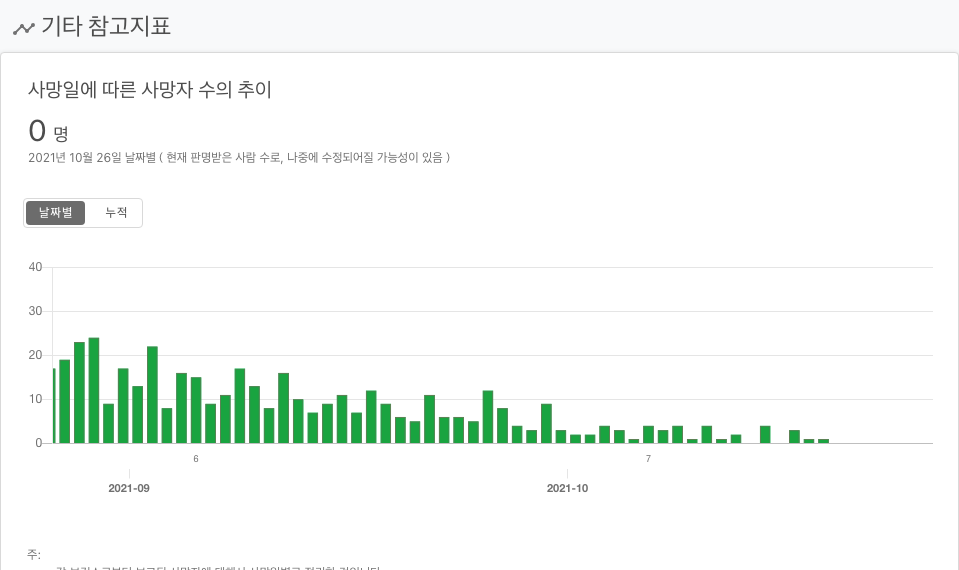 기타 참고지표
사망일에 따른 사망자 수의 추이
0 명
2021년 10월 26일 날짜별 ( 현재 판명받은 사람 수로, 나중에 수정되어질 가능성이 있음 )
날짜별 누적
40
30
20
10
0
6 7
2021-09 2021-10
주: